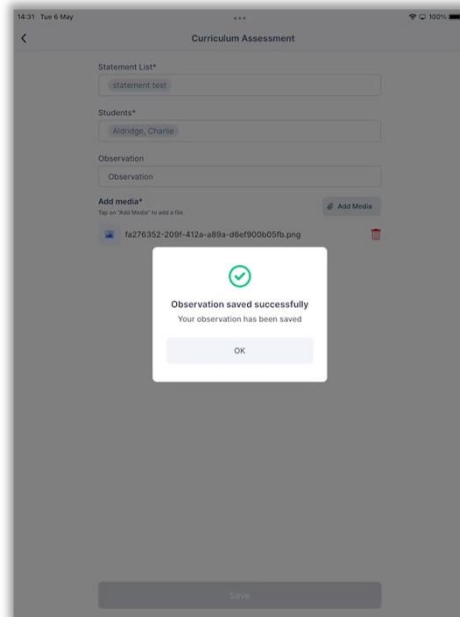 14:31 Tue 6 May
100%
Curriculum Assessment
Statement List*
statement test
Students*
Aldridge, Charlie
Observation
Observation
Add media*
Tap on "Add Media" to add a file
Add Media
fa276352-209f-412a-a89a-d6ef900b05fb.png
Observation saved successfully
Your observation has been saved
OK
Save